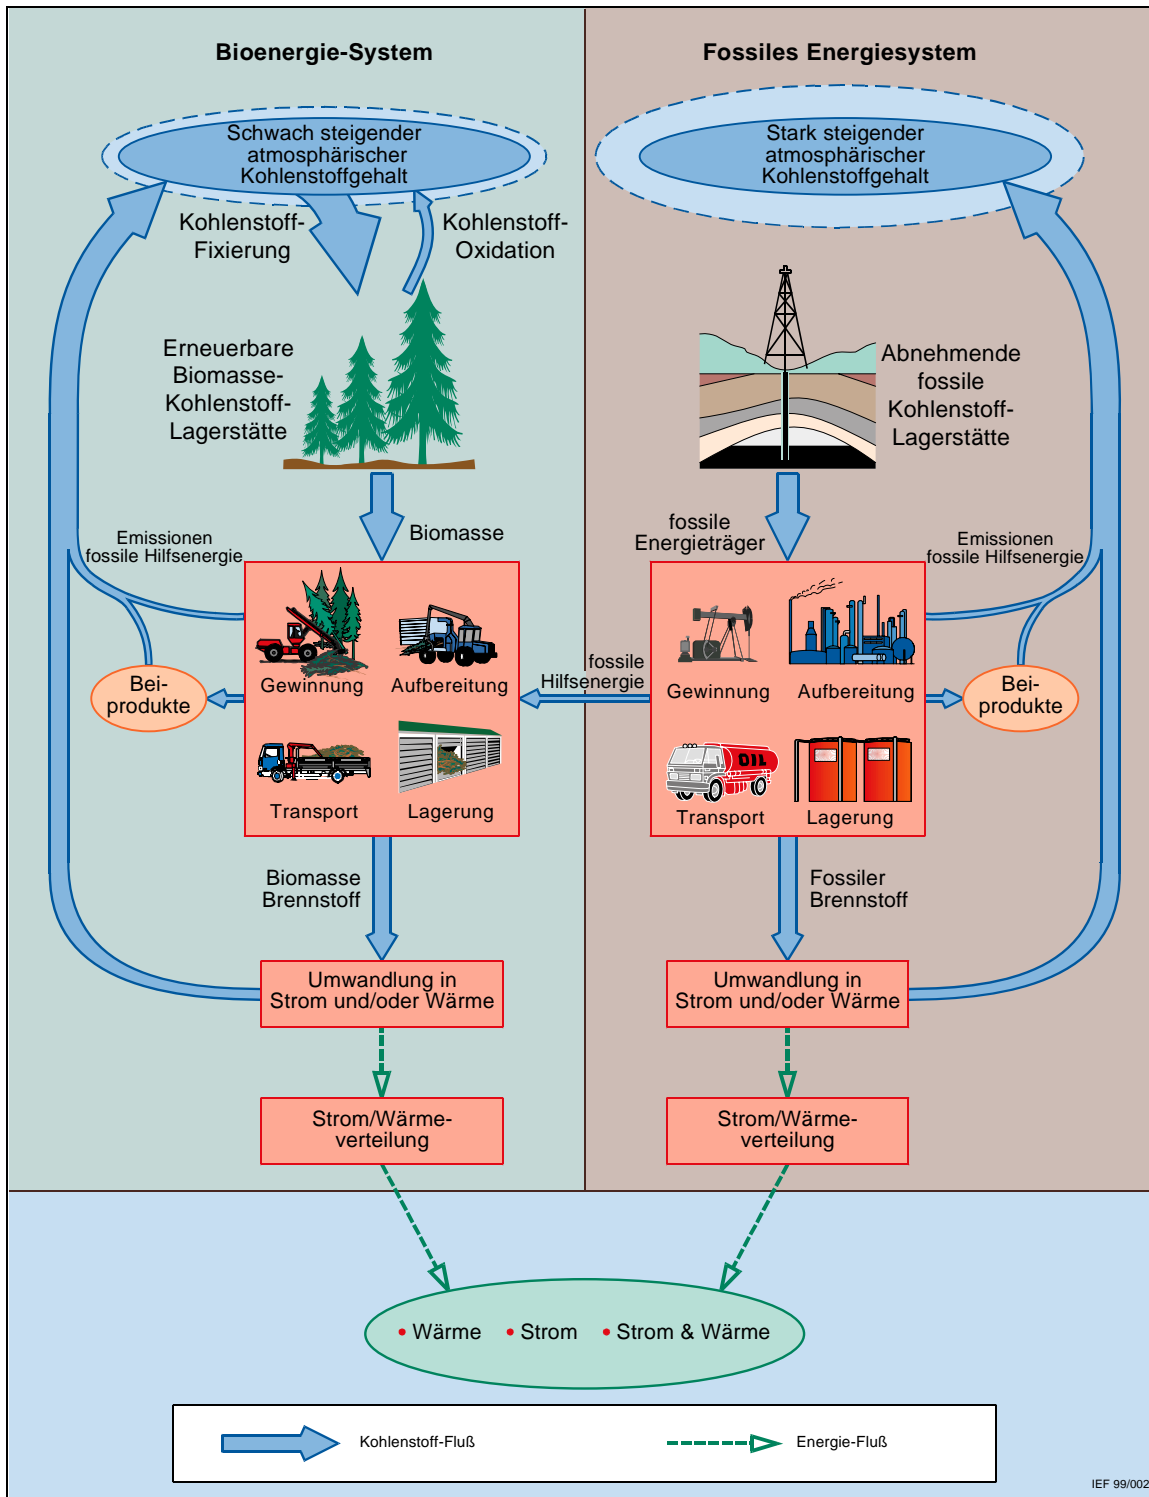 Bioenergie-System
Fossiles Energiesystem
Schwach steigender
atmosphärischer
Kohlenstoffgehalt
Stark steigender
atmosphärischer
Kohlenstoffgehalt
Kohlenstoff-
Fixierung
Kohlenstoff-
Oxidation
Erneuerbare
Biomasse-
Kohlenstoff-
Lagerstätte
Abnehmende
fossile
Kohlenstoff-
Lagerstätte
Biomasse
fossile
Energieträger
Emissionen
fossile Hilfsenergie
Emissionen
fossile Hilfsenergie
Gewinnung
Aufbereitung
Transport
Lagerung
Bei-
produkte
fossile
Hilfsenergie
Gewinnung
Aufbereitung
OIL
Transport
Lagerung
Bei-
produkte
Biomasse
Brennstoff
Fossiler
Brennstoff
Umwandlung in
Strom und/oder Wärme
Umwandlung in
Strom und/oder Wärme
Strom/Wärme-
verteilung
Strom/Wärme-
verteilung
• Wärme • Strom • Strom & Wärme
Kohlenstoff-Fluß
Energie-Fluß
IEF 99/002